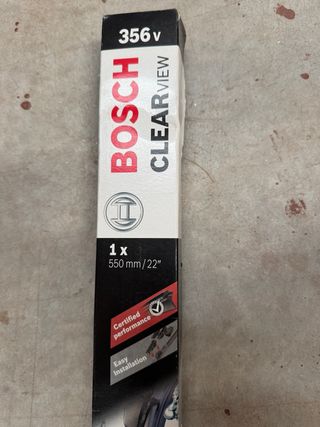 356 v
BOSCH
CLEARVIEW
1 x
550 mm / 22"
Certified
performance
Easy
Installation